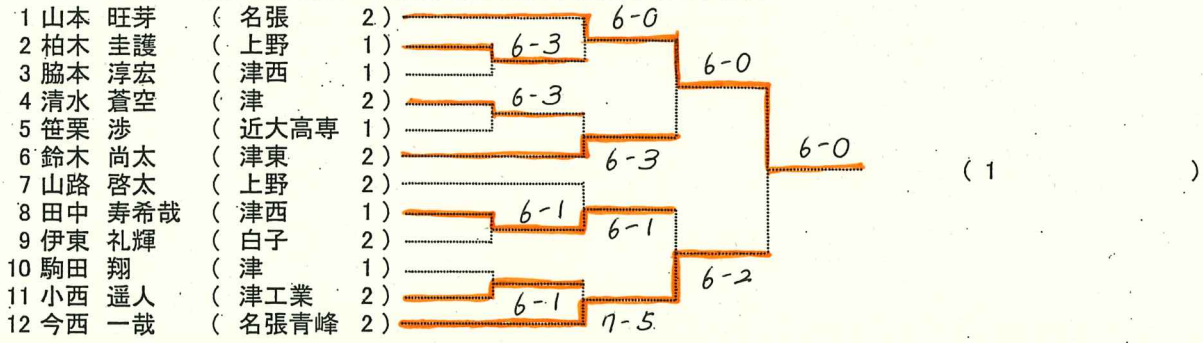 1 山本 旺芽 ( 名張 2 ) 6-0
2 柏木 圭護 ( 上野 1 ) 6-3
3 脇本 淳宏 ( 津西 1 ) 6-0
4 清水 蒼空 ( 津 2 ) 6-3
5 笹栗 渉 ( 近大高専 1 )
6 鈴木 尚太 ( 津東 2 ) 6-3 6-0 ( 1 )
7 山路 啓太 ( 上野 2 )
8 田中 寿希哉 ( 津西 1 ) 6-1 6-1
9 伊東 礼輝 ( 白子 2 )
10 駒田 翔 ( 津 1 ) 6-2
11 小西 遥人 ( 津工業 2 ) 6-1
12 今西 一哉 ( 名張青峰 2 ) 7-5